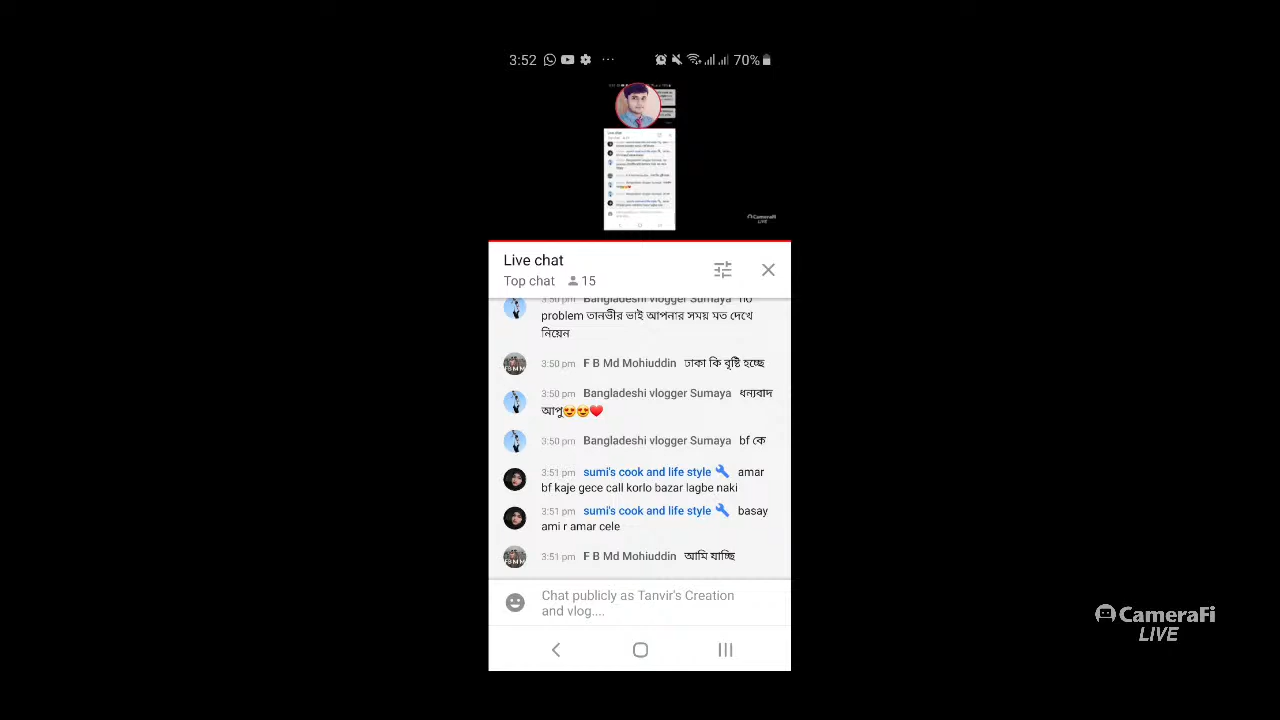 3:52 ... 70%
CameraFi
LIVE
Live chat
Top chat 15
3:50 pm Bangladeshi vlogger Sumaya no
problem তানভীর ভাই আপনার সময় মত দেখে
নিয়েন
3:50 pm F B Md Mohiuddin ঢাকা কি বৃষ্টি হচ্ছে
3:50 pm Bangladeshi vlogger Sumaya ধন্যবাদ
আপু😍😍❤️
3:50 pm Bangladeshi vlogger Sumaya bf কে
3:51 pm sumi's cook and life style amar
bf kaje gece call korlo bazar lagbe naki
3:51 pm sumi's cook and life style basay
ami r amar cele
3:51 pm F B Md Mohiuddin আমি যাচ্ছি
Chat publicly as Tanvir's Creation
and vlog....
CameraFi
LIVE